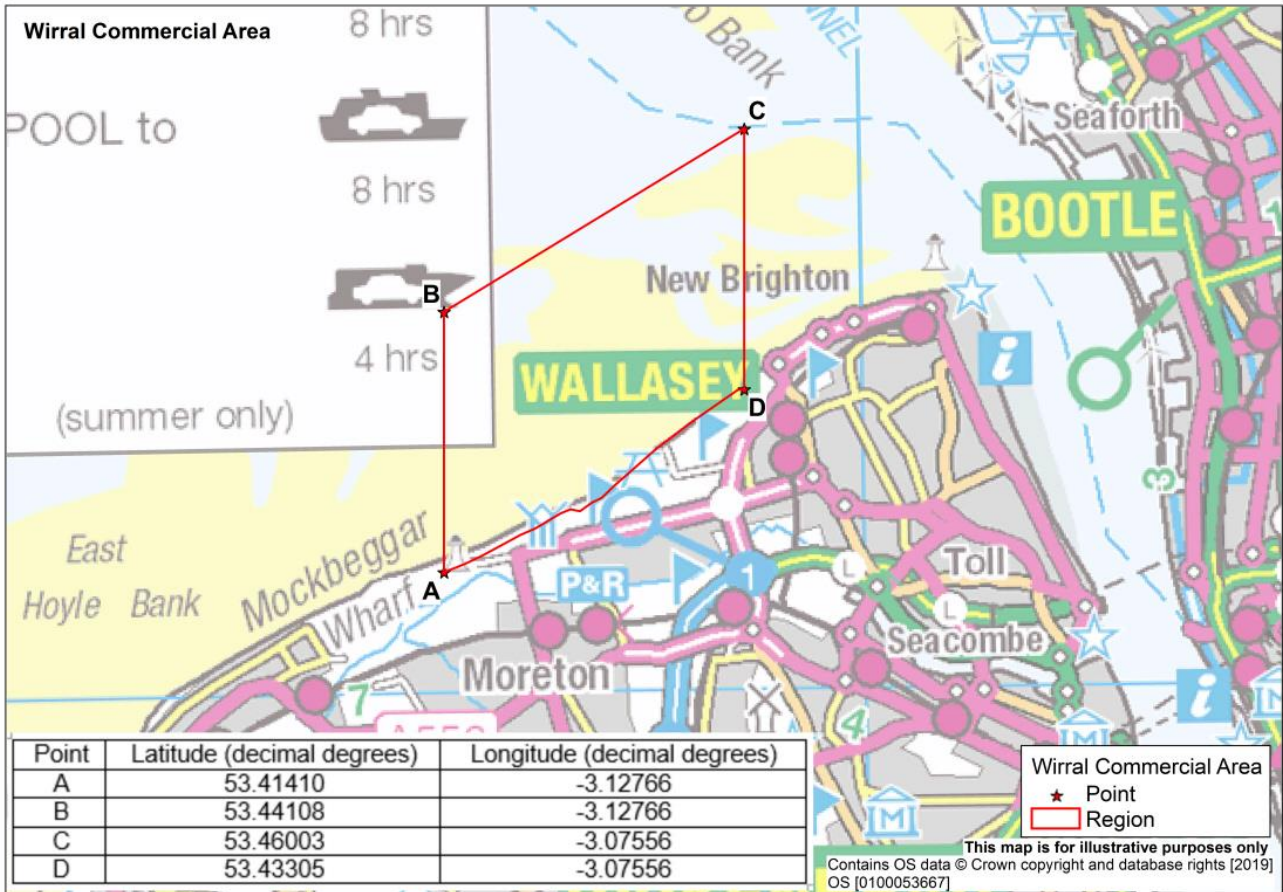 Wirral Commercial Area
8 hrs
POOL to
8 hrs
4 hrs
(summer only)
Bank
Seaforth
BOOTLE
New Brighton
WALLASEY
B
C
D
A
East
Hoyle Bank
Mockbeggar
Wharf
P&R
1
L
Toll
L
Seacombe
Moreton
3
7
4
i
i
M
M
Point Latitude (decimal degrees) Longitude (decimal degrees)
A 53.41410 -3.12766
B 53.44108 -3.12766
C 53.46003 -3.07556
D 53.43305 -3.07556
Wirral Commercial Area
Point
Region
This map is for illustrative purposes only
Contains OS data © Crown copyright and database rights [2019]
OS [0100053667]